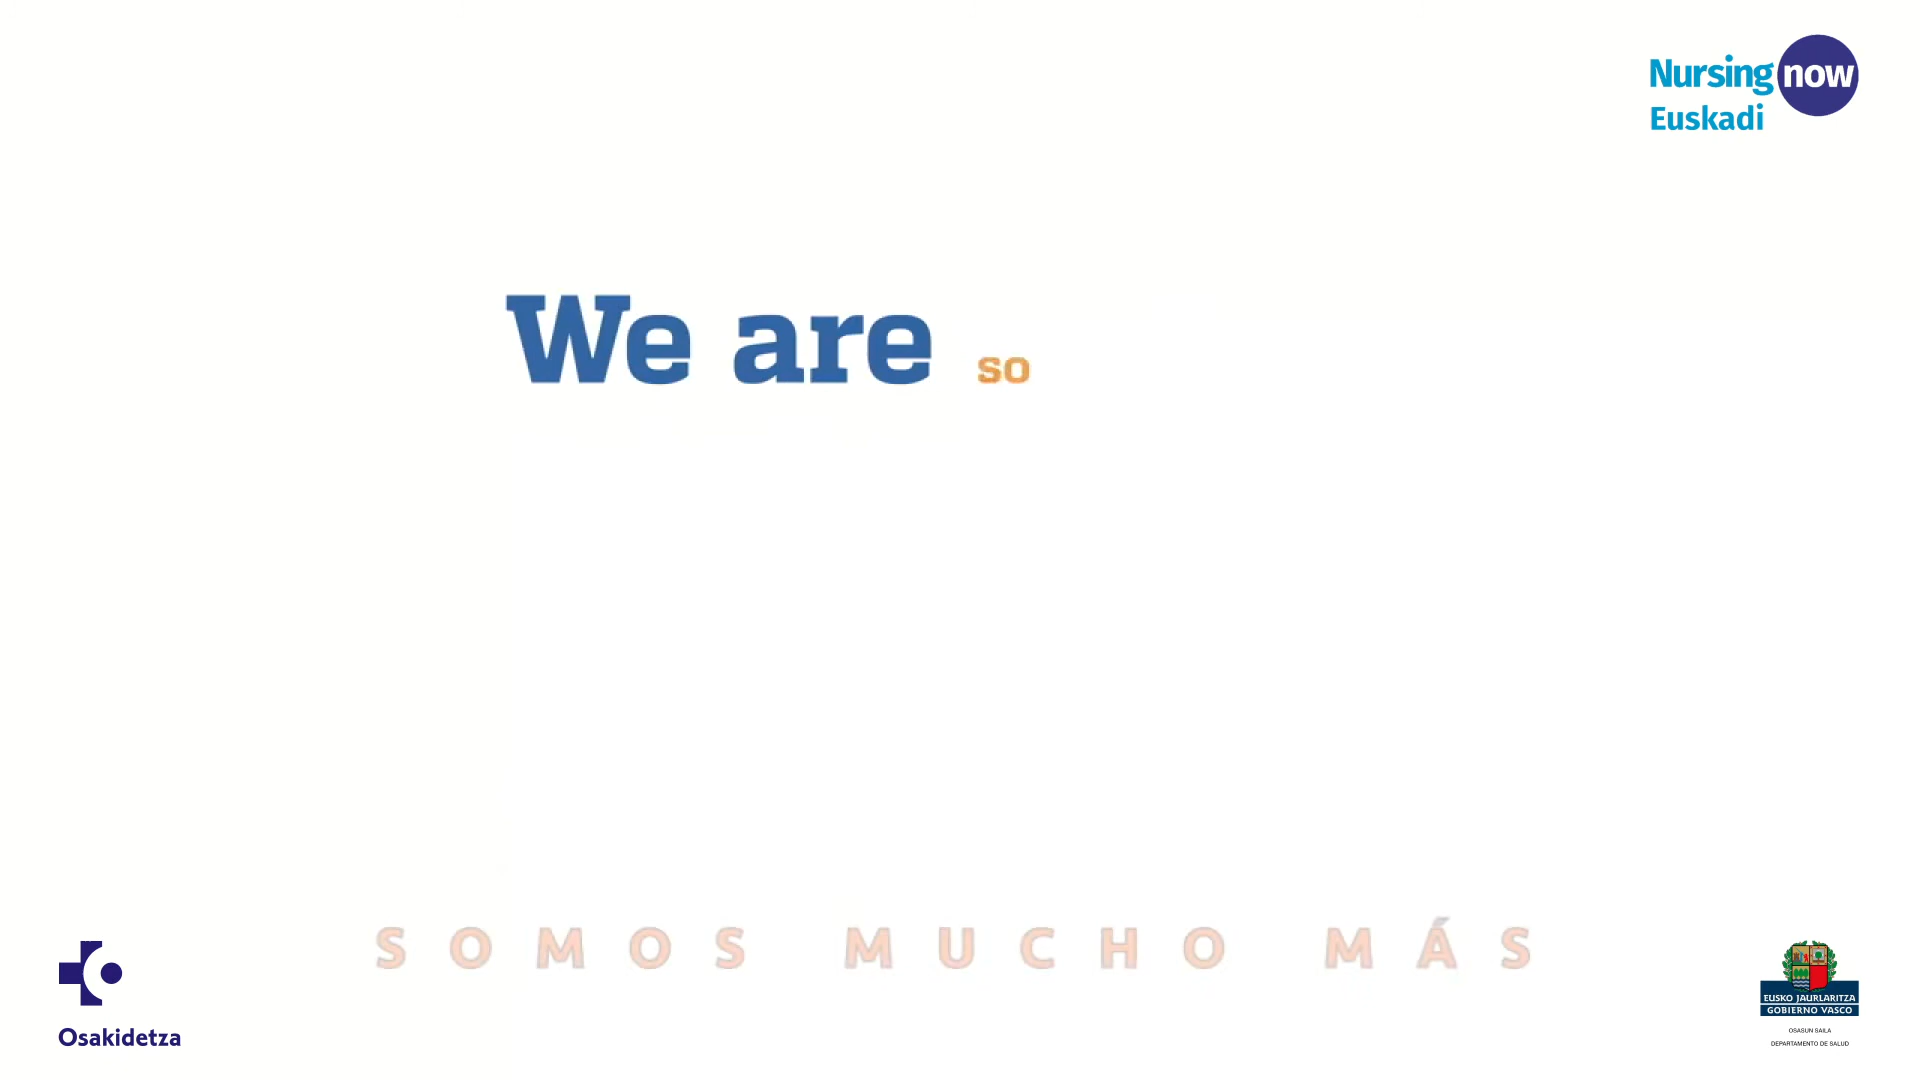 Nursing now
Euskadi
We are so
SOMOS MUCHO MÁS
Osakidetza
EUSKO JAURLARITZA
GOBIERNO VASCO
OSASUN SAILA
DEPARTAMENTO DE SALUD